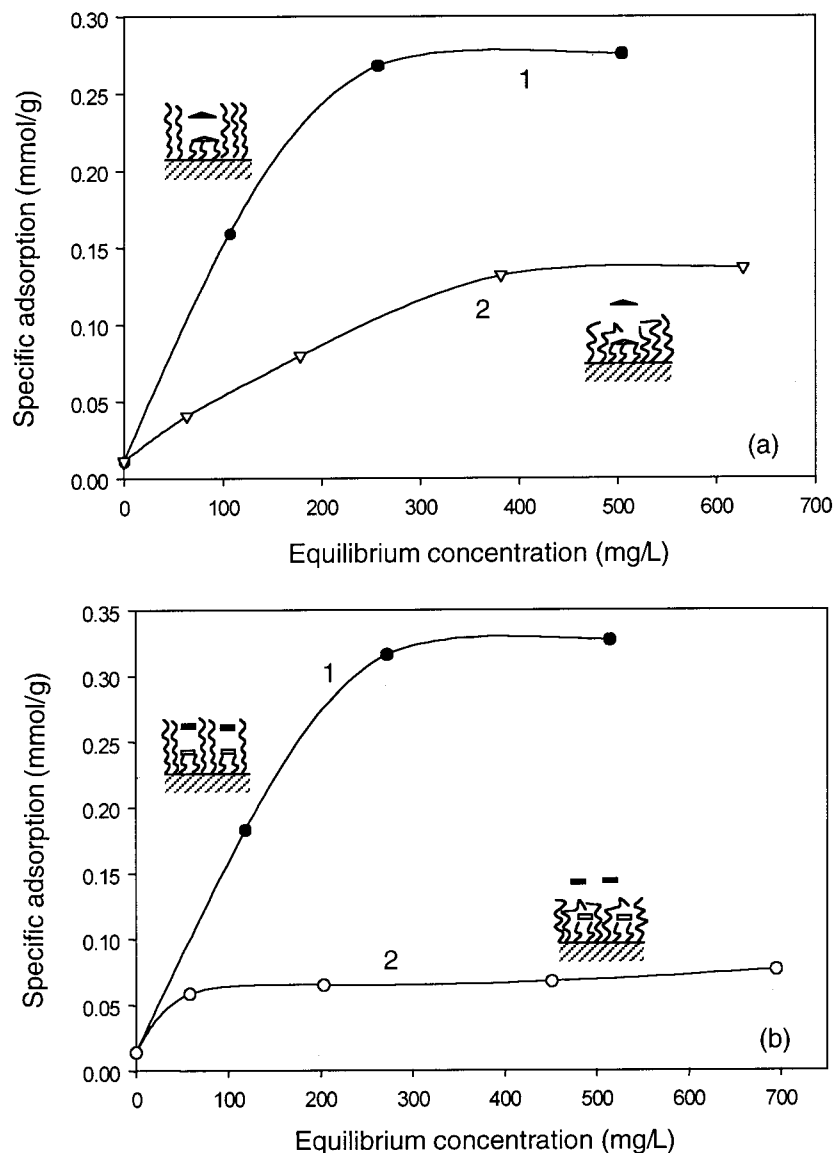 0.30
0.25
0.20
0.15
0.10
0.05
0.00
Specific adsorption (mmol/g)
1
2
(a)
0 100 200 300 400 500 600 700
Equilibrium concentration (mg/L)
0.35
0.30
0.25
0.20
0.15
0.10
0.05
0.00
Specific adsorption (mmol/g)
1
2
(b)
0 100 200 300 400 500 600 700
Equilibrium concentration (mg/L)